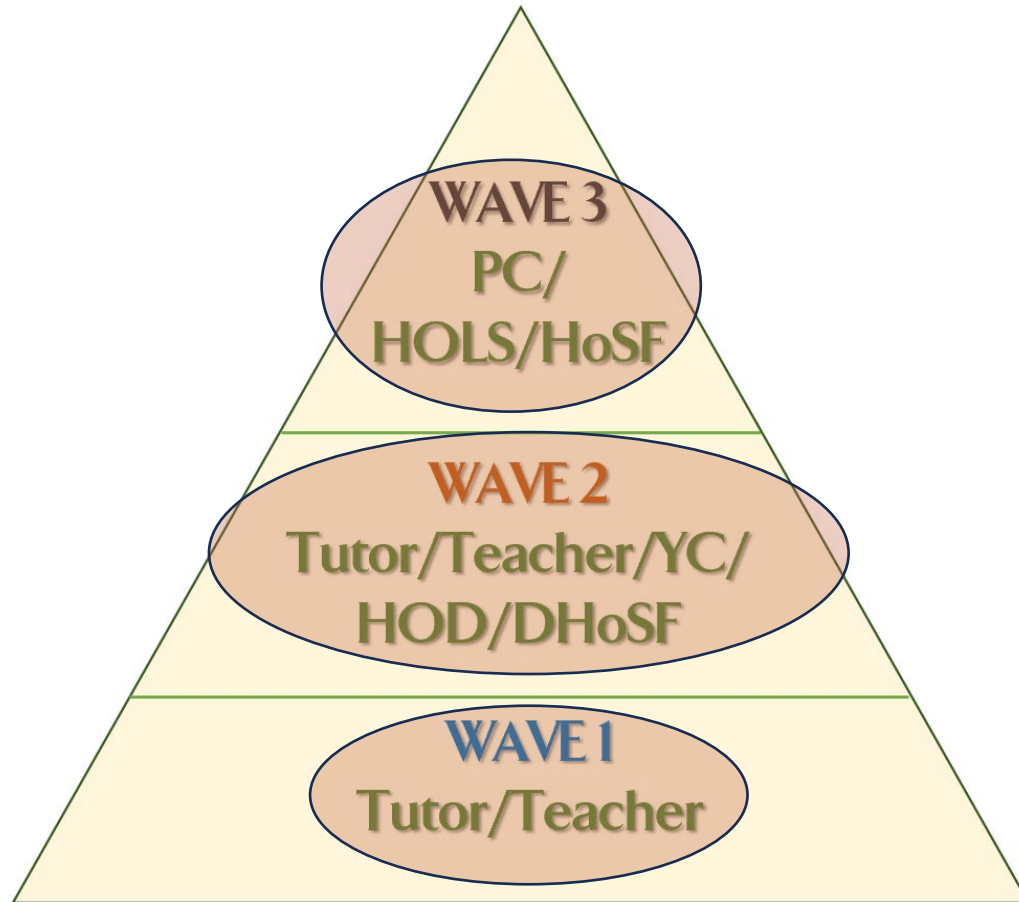 WAVE 3
PC/
HOLS/HoSF
WAVE 2
Tutor/Teacher/YC/
HOD/DHoSF
WAVE 1
Tutor/Teacher